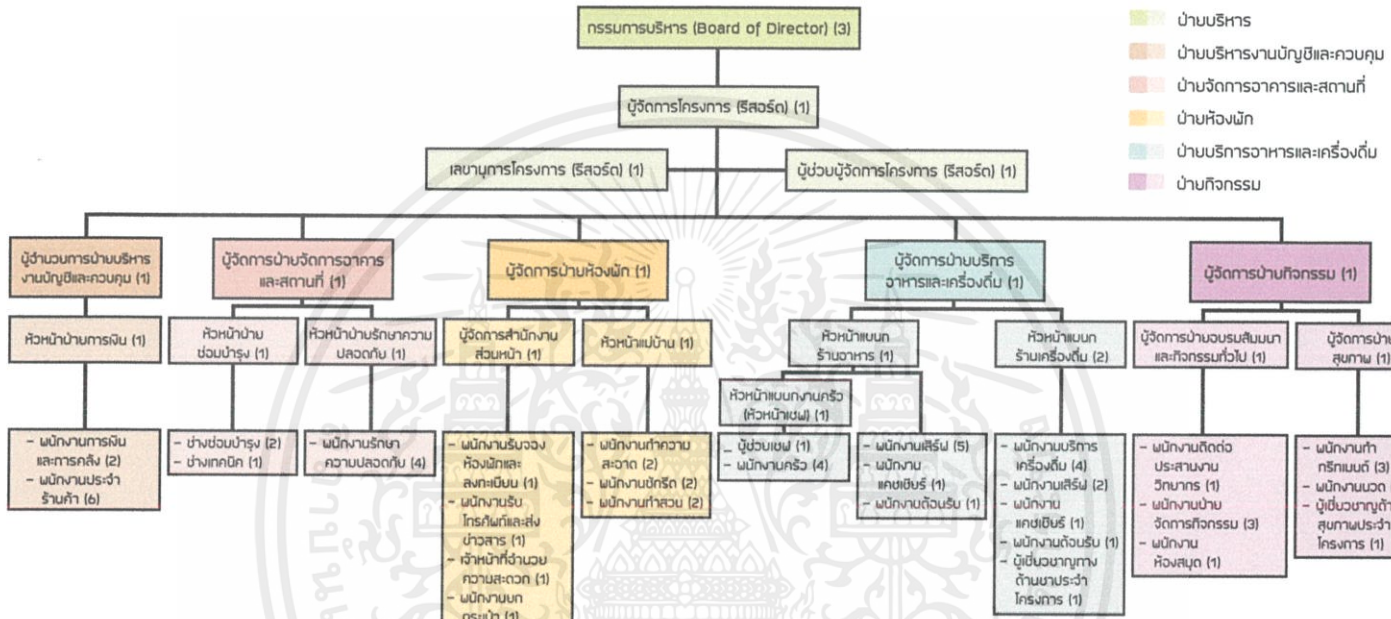 กรรมการบริหาร (Board of Director) (3)
ผู้จัดการโครงการ (รีสอร์ต) (1)
เลขานุการโครงการ (รีสอร์ต) (1)
ผู้ช่วยผู้จัดการโครงการ (รีสอร์ต) (1)
ฝ่ายบริหาร
ฝ่ายบริหารงานบัญชีและควบคุม
ฝ่ายจัดการอาคารและสถานที่
ฝ่ายห้องพัก
ฝ่ายบริการอาหารและเครื่องดื่ม
ฝ่ายกิจกรรม
ผู้อำนวยการฝ่ายบริหาร
งานบัญชีและควบคุม (1)
หัวหน้าฝ่ายการเงิน (1)
- พนักงานการเงิน
และการคลัง (2)
- พนักงานประจำ
ร้านค้า (6)
ผู้จัดการฝ่ายจัดการอาคาร
และสถานที่ (1)
หัวหน้าฝ่าย
ซ่อมบำรุง (1)
- ช่างซ่อมบำรุง (2)
- ช่างเทคนิค (1)
หัวหน้าฝ่ายรักษาความ
ปลอดภัย (1)
- พนักงานรักษา
ความปลอดภัย (4)
ผู้จัดการฝ่ายห้องพัก (1)
ผู้จัดการสำนักงาน
ส่วนหน้า (1)
- พนักงานรับจอง
ห้องพักและ
ลงทะเบียน (1)
- พนักงานรับ
โทรศัพท์และส่ง
ข่าวสาร (1)
- เจ้าหน้าที่อำนวย
ความสะดวก (1)
- พนักงานยก
กระเป๋า (1)
หัวหน้าแม่บ้าน (1)
- พนักงานทำความ
สะอาด (2)
- พนักงานซักรีด (2)
- พนักงานทำสวน (2)
ผู้จัดการฝ่ายบริการ
อาหารและเครื่องดื่ม (1)
หัวหน้าแผนก
ร้านอาหาร (1)
หัวหน้าแผนกงานครัว
(หัวหน้าเชฟ) (1)
- ผู้ช่วยเชฟ (1)
- พนักงานครัว (4)
- พนักงานเสิร์ฟ (5)
- พนักงาน
แคชเชียร์ (1)
- พนักงานต้อนรับ (1)
หัวหน้าแผนก
ร้านเครื่องดื่ม (2)
- พนักงานบริการ
เครื่องดื่ม (4)
- พนักงานเสิร์ฟ (2)
- พนักงาน
แคชเชียร์ (1)
- พนักงานต้อนรับ (1)
- ผู้เชี่ยวชาญทาง
ด้านชาประจำ
โครงการ (1)
ผู้จัดการฝ่ายกิจกรรม (1)
ผู้จัดการฝ่ายอบรมสัมมนา
และกิจกรรมทั่วไป (1)
- พนักงานติดต่อ
ประสานงาน
วิทยากร (1)
- พนักงานฝ่าย
จัดการกิจกรรม (3)
- พนักงาน
ห้องสมุด (1)
ผู้จัดการฝ่าย
สุขภาพ (1)
- พนักงานทำ
ทรีทเมนต์ (3)
- พนักงานนวด
- ผู้เชี่ยวชาญด้าน
สุขภาพประจำ
โครงการ (1)